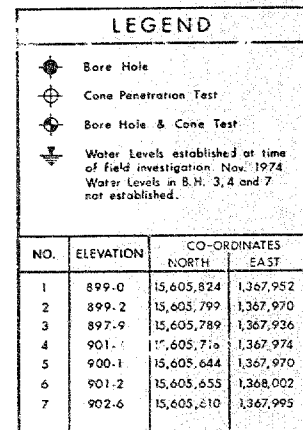 LEGEND
Bore Hole
Cone Penetration Test
Bore Hole & Cone Test
Water Levels established at time
of field investigation. Nov. 1974
Water Levels in B.H. 3, 4 and 7
not established.
NO. ELEVATION CO-ORDINATES
NORTH EAST
1 899.0 15,605,824 1,367,952
2 899.2 15,605,799 1,367,970
3 897.9 15,605,789 1,367,936
4 1,367,974
5 900.1 15,605,644 1,367,970
6 901.2 15,605,655 1,368,002
7 902.6 15,605,610 1,367,995